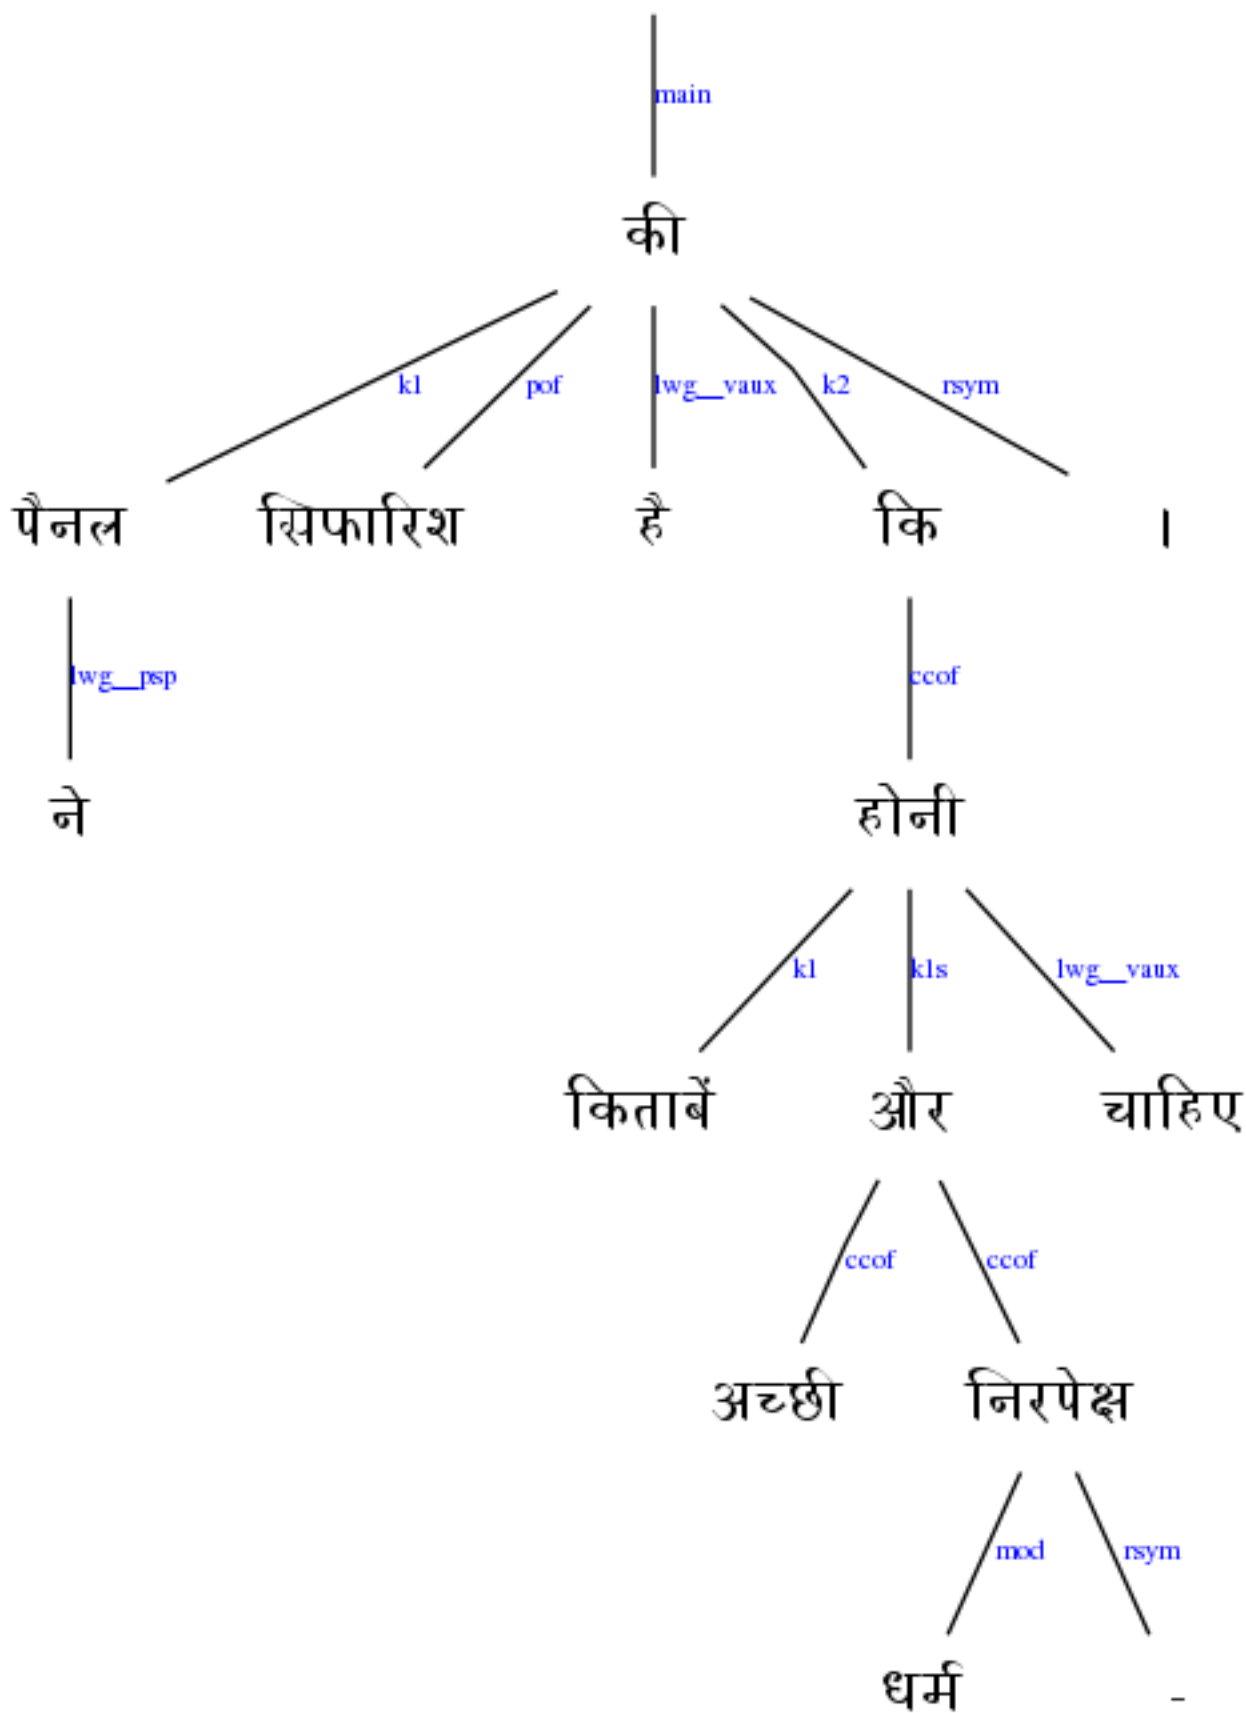 main
की
k1 pof lwg__vaux k2 rsym
पैनल सिफारिश है कि ।
lwg__psp ccof
ने होनी
k1 k1s lwg__vaux
किताबें और चाहिए
ccof ccof
अच्छी निरपेक्ष
mod rsym
धर्म -